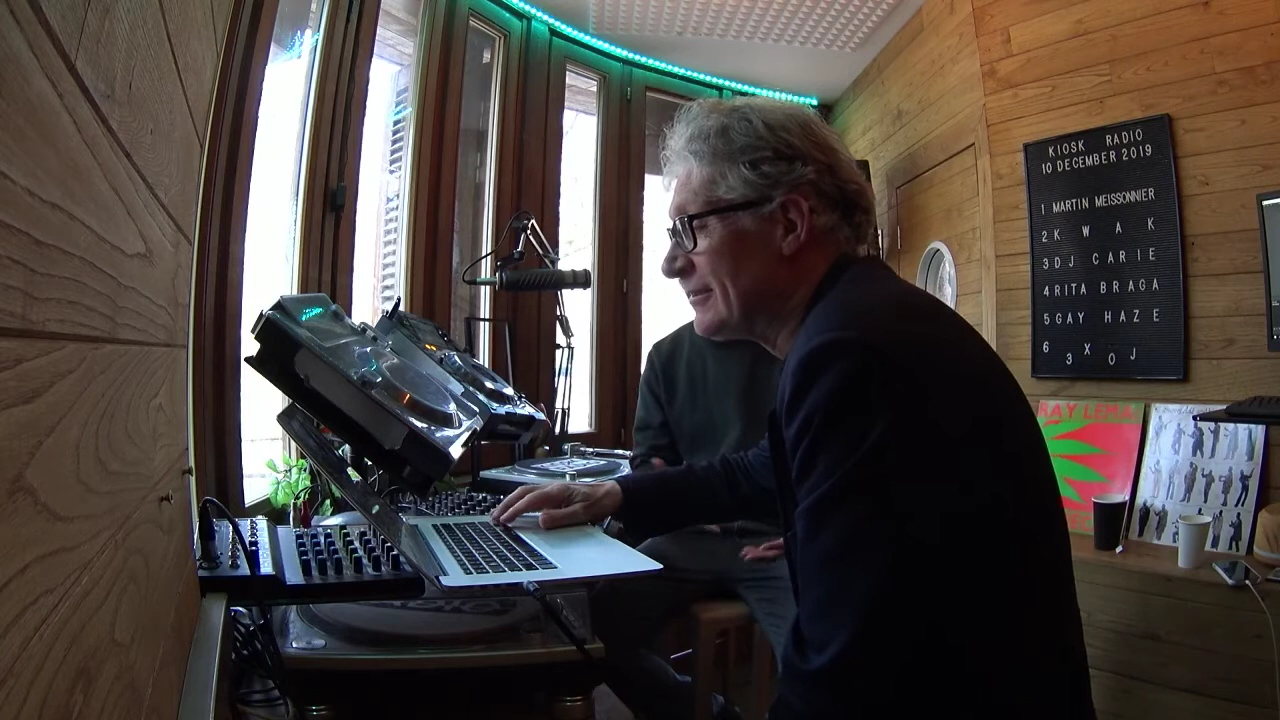 KIOSK RADIO
10 DECEMBER 2019
1 MARTIN MEISSONNIER
2 K W A K
3 DJ CARIE
4 RITA BRAGA
5 GAY HAZE
6 3XOJ
RAY LEMA